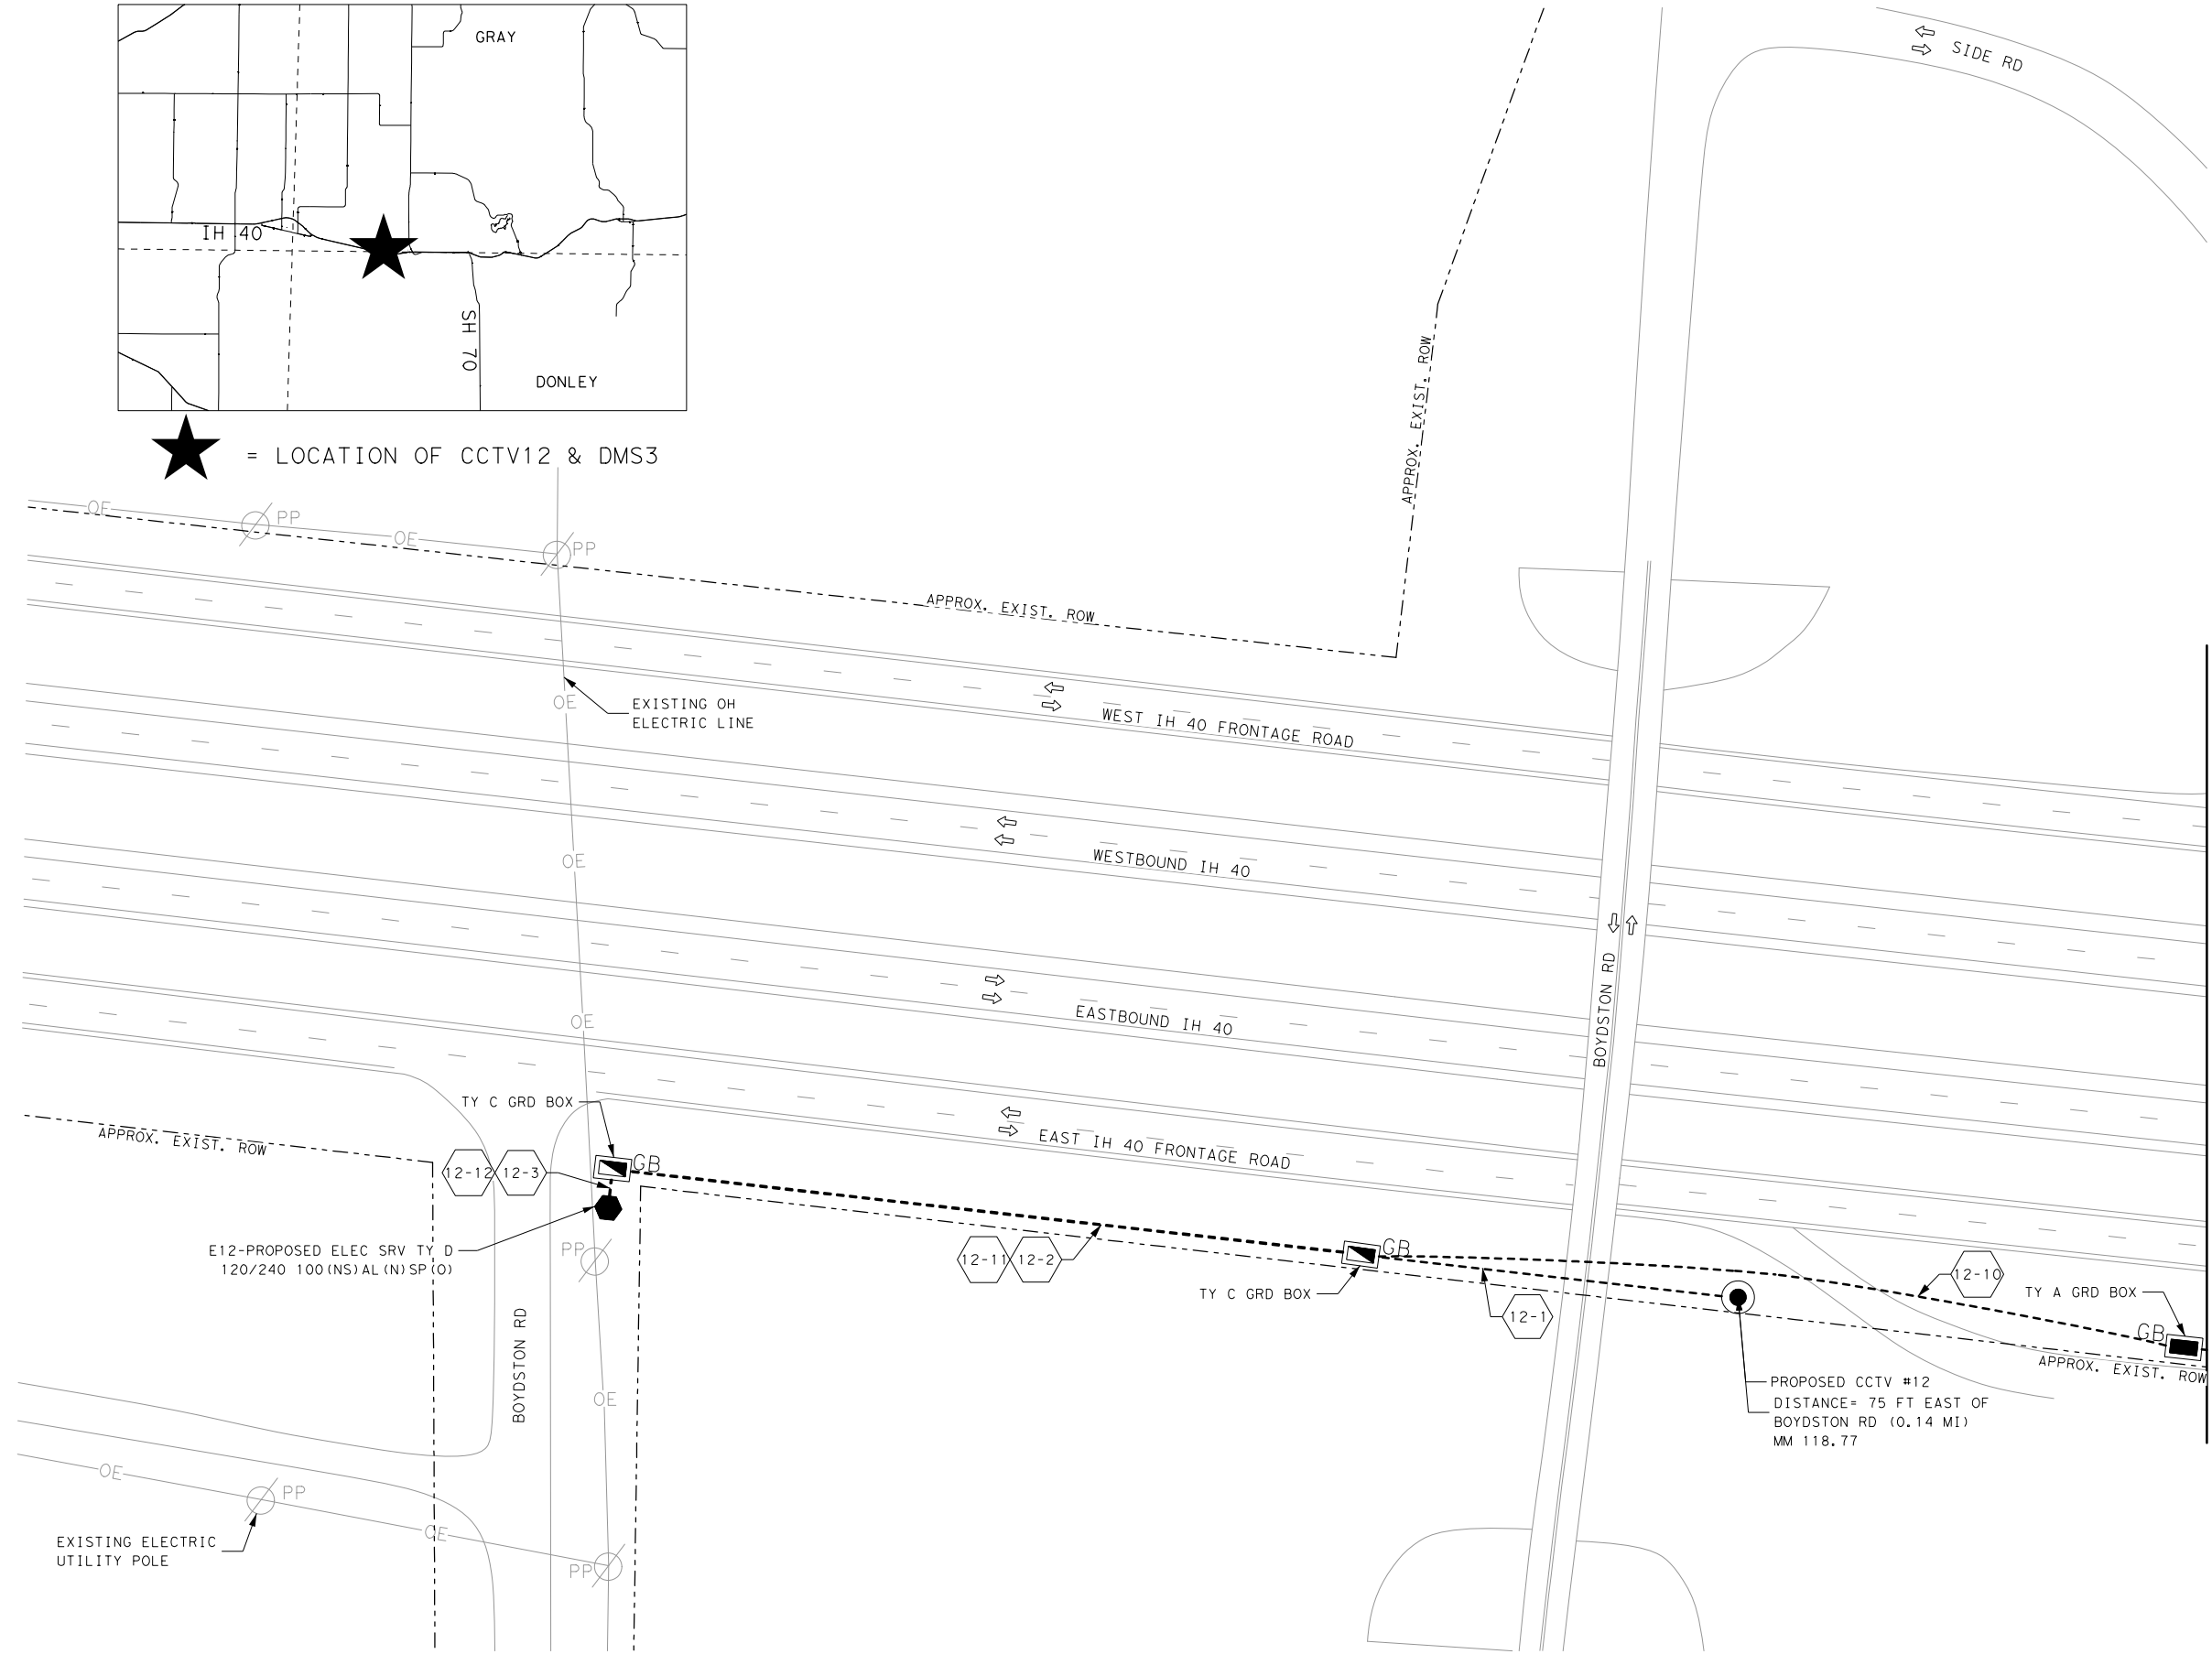 GRAY
IH 40
SH 70
DONLEY
= LOCATION OF CCTV12 & DMS3
SIDE RD
OE
PP
OE
PP
APPROX. EXIST. ROW
APPROX. EXIST. ROW
OE
EXISTING OH
ELECTRIC LINE
WEST IH 40 FRONTAGE ROAD
OE
WESTBOUND IH 40
OE
EASTBOUND IH 40
BOYDSTON RD
TY C GRD BOX
EAST IH 40 FRONTAGE ROAD
APPROX. EXIST. ROW
12-12
12-3
GB
E12-PROPOSED ELEC SRV TY D
120/240 100(NS)AL(N)SP(O)
PP
12-11
12-2
GB
TY C GRD BOX
12-1
12-10
TY A GRD BOX
GB
APPROX. EXIST. ROW
BOYDSTON RD
OE
PROPOSED CCTV #12
DISTANCE= 75 FT EAST OF
BOYDSTON RD (0.14 MI)
MM 118.77
OE
PP
OE
EXISTING ELECTRIC
UTILITY POLE
PP